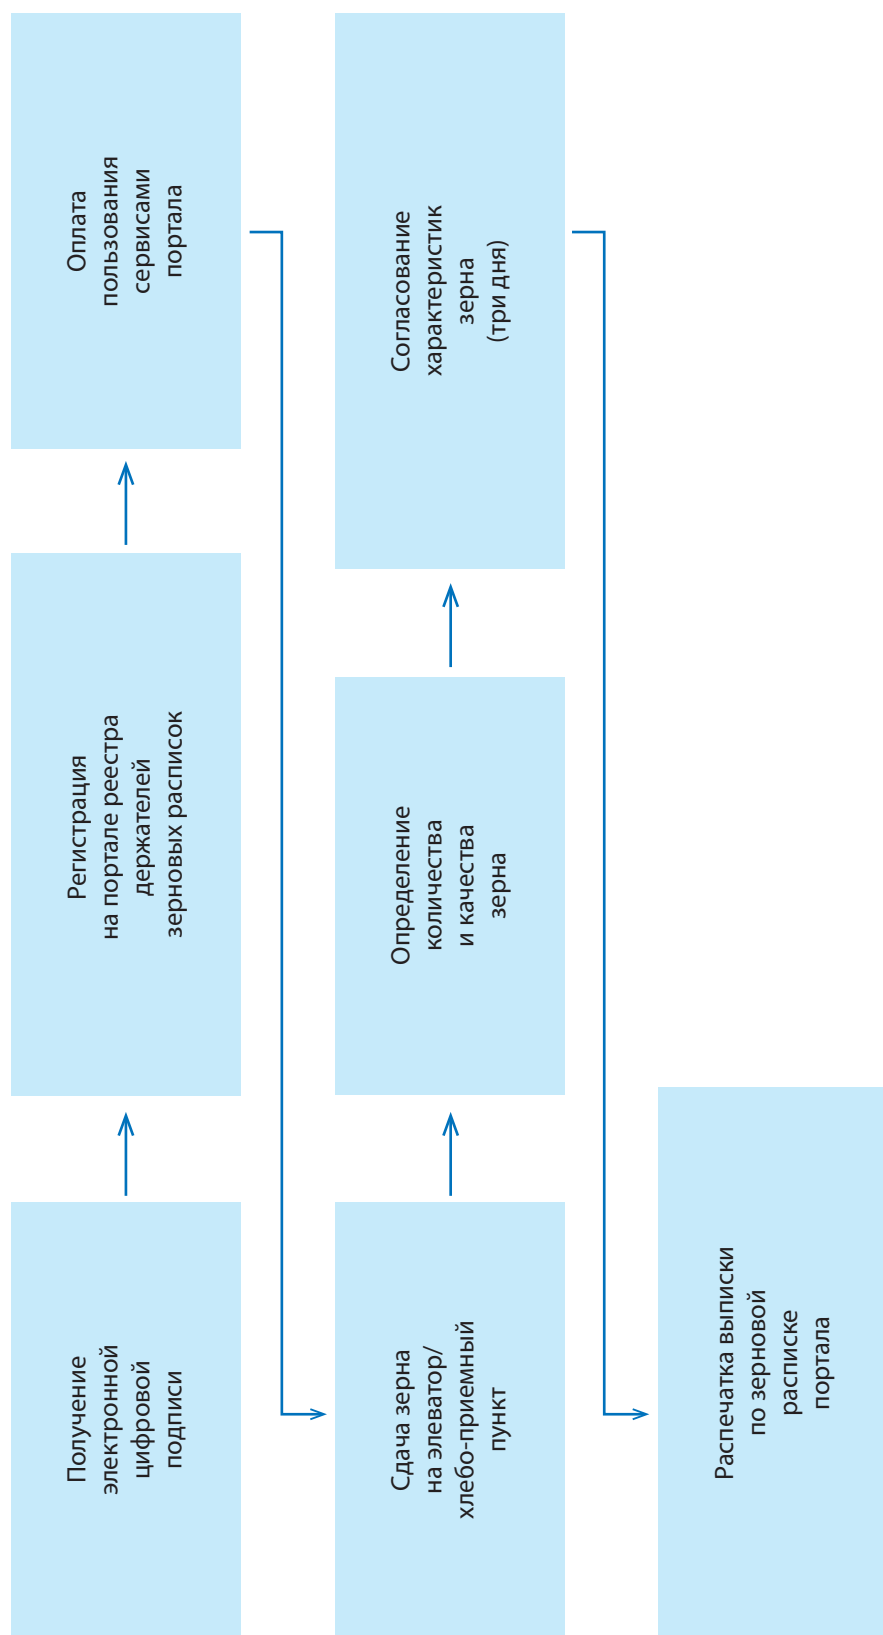 Получение
электронной
цифровой
подписи
Регистрация
на портале реестра
держателей
зерновых расписок
Оплата
пользования
сервисами
портала
Сдача зерна
на элеватор/
хлебо-приемный
пункт
Определение
количества
и качества
зерна
Согласование
характеристик
зерна
(три дня)
Распечатка выписки
по зерновой
расписке
портала